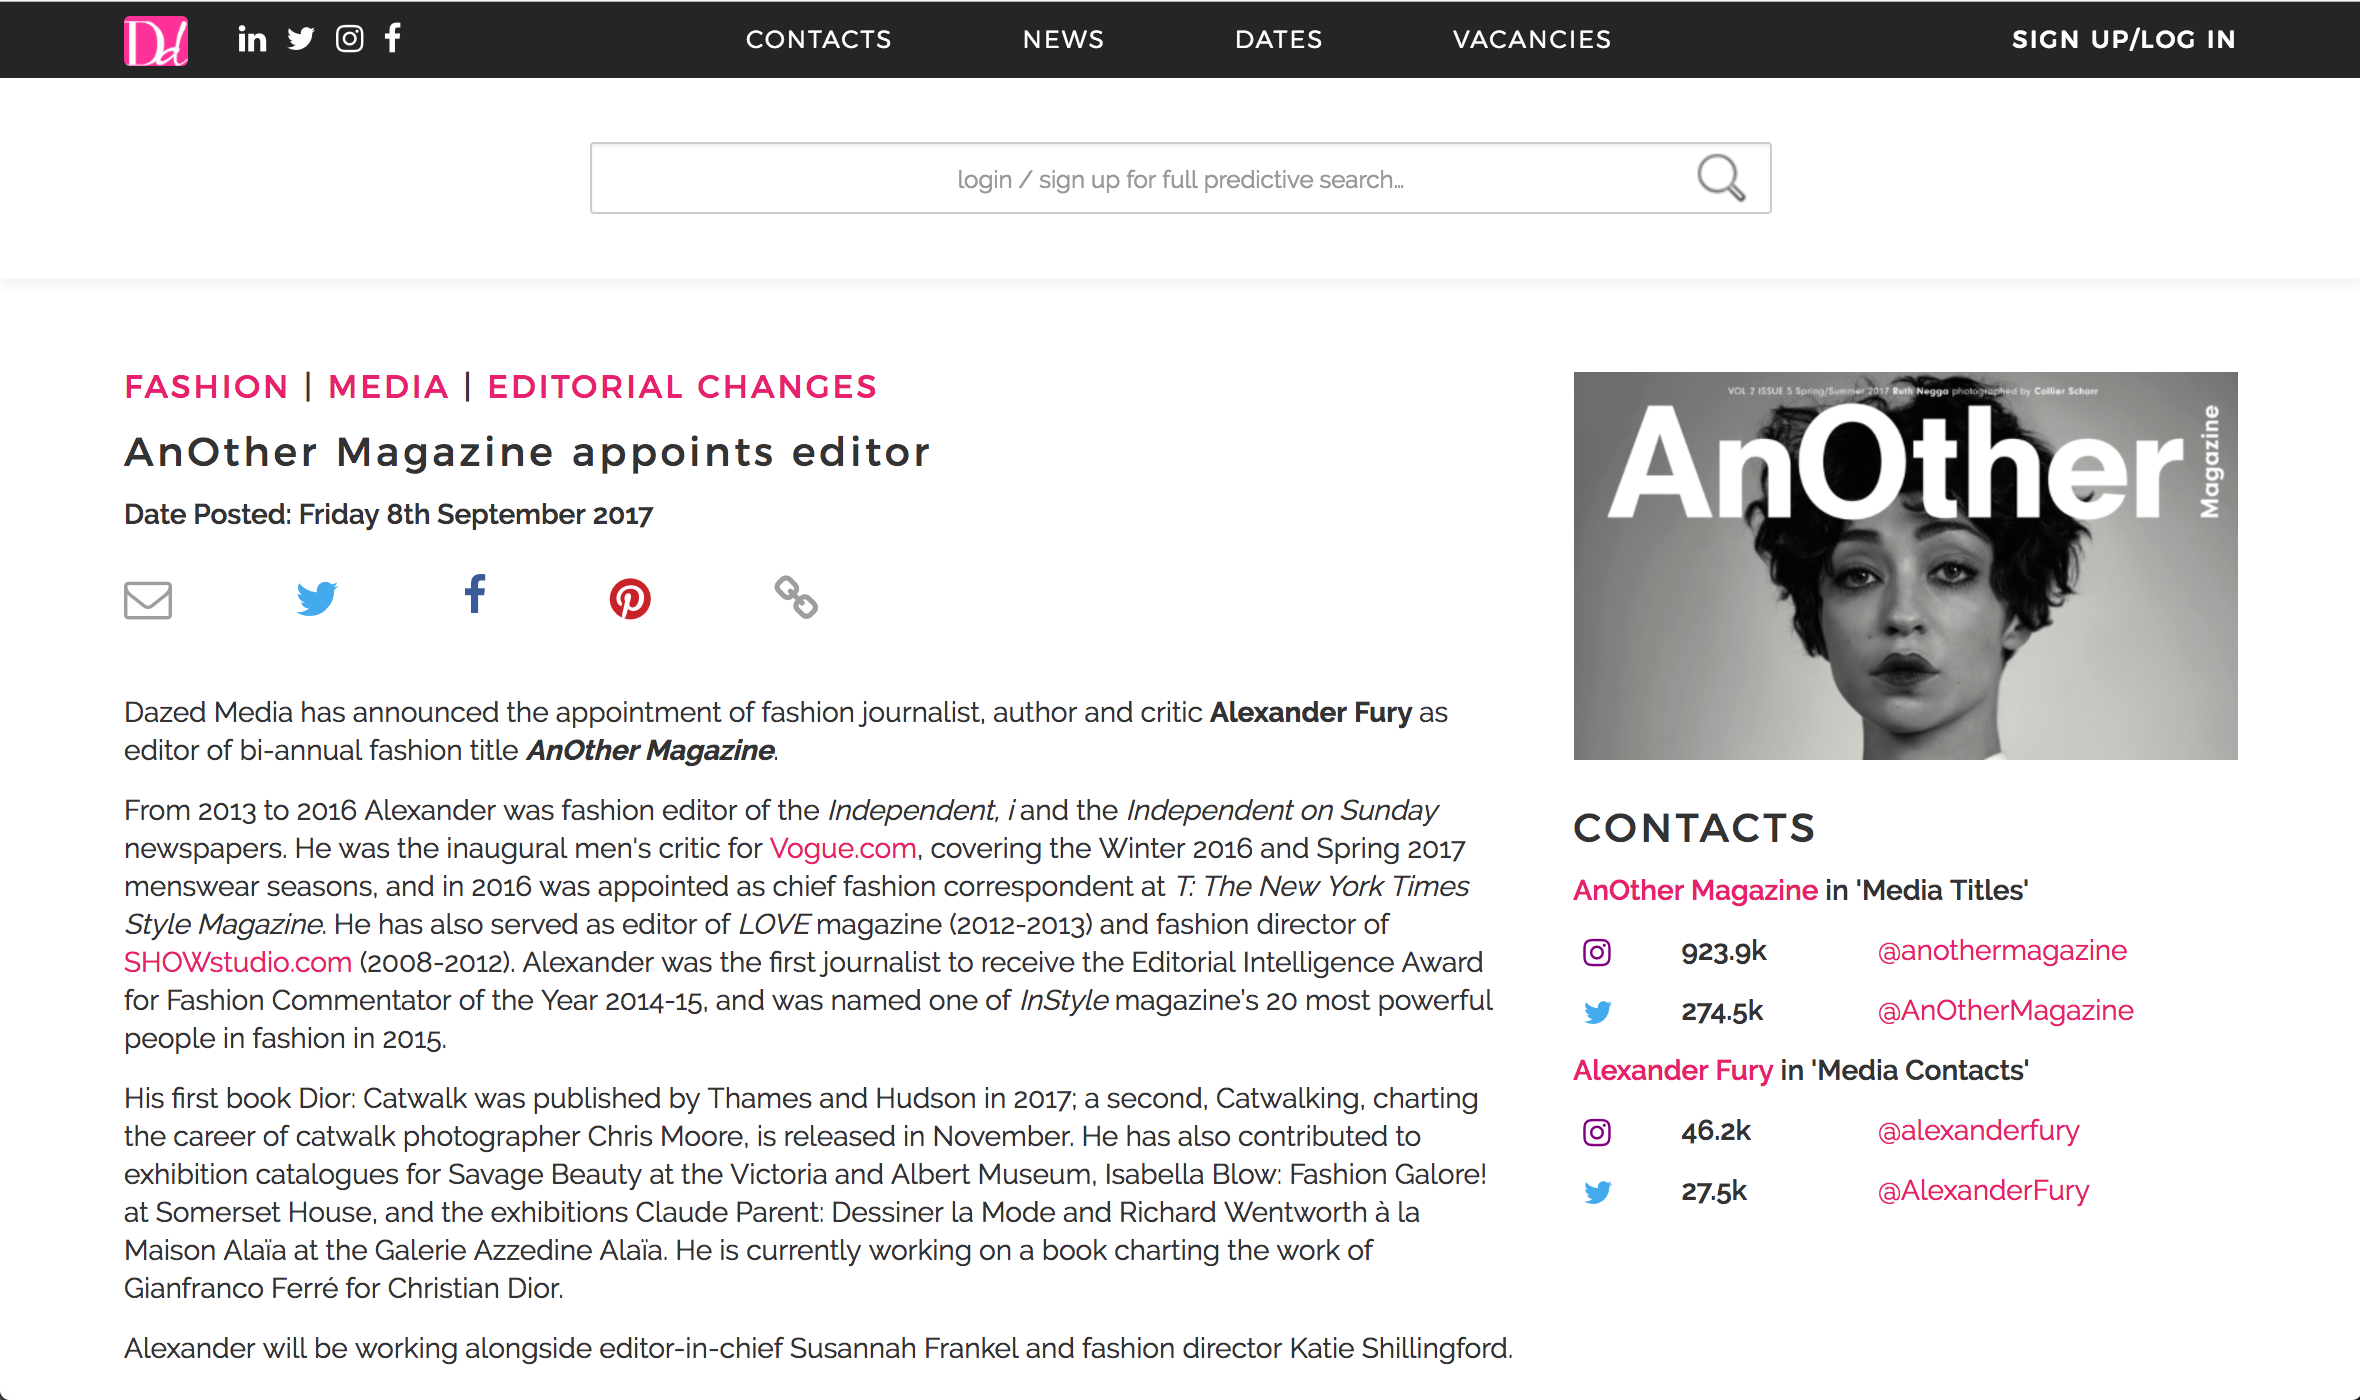 Dd
CONTACTS
NEWS
DATES
VACANCIES
SIGN UP/LOG IN
login / sign up for full predictive search...
FASHION | MEDIA | EDITORIAL CHANGES
AnOther Magazine appoints editor
Date Posted: Friday 8th September 2017
Dazed Media has announced the appointment of fashion journalist, author and critic Alexander Fury as
editor of bi-annual fashion title AnOther Magazine.
From 2013 to 2016 Alexander was fashion editor of the Independent, i and the Independent on Sunday
newspapers. He was the inaugural men's critic for Vogue.com, covering the Winter 2016 and Spring 2017
menswear seasons, and in 2016 was appointed as chief fashion correspondent at T: The New York Times
Style Magazine. He has also served as editor of LOVE magazine (2012-2013) and fashion director of
SHOWstudio.com (2008-2012). Alexander was the first journalist to receive the Editorial Intelligence Award
for Fashion Commentator of the Year 2014-15, and was named one of InStyle magazine's 20 most powerful
people in fashion in 2015.
His first book Dior: Catwalk was published by Thames and Hudson in 2017; a second, Catwalking, charting
the career of catwalk photographer Chris Moore, is released in November. He has also contributed to
exhibition catalogues for Savage Beauty at the Victoria and Albert Museum, Isabella Blow: Fashion Galore!
at Somerset House, and the exhibitions Claude Parent: Dessiner la Mode and Richard Wentworth à la
Maison Alaïa at the Galerie Azzedine Alaïa. He is currently working on a book charting the work of
Gianfranco Ferré for Christian Dior.
Alexander will be working alongside editor-in-chief Susannah Frankel and fashion director Katie Shillingford.
VOL 2 ISSUE 5 Spring/Summer 2017 Ruth Negga photographed by Collier Schorr
AnOther
Magazine
CONTACTS
AnOther Magazine in 'Media Titles'
923.9k @anothermagazine
274.5k @AnOtherMagazine
Alexander Fury in 'Media Contacts'
46.2k @alexanderfury
27.5k @AlexanderFury